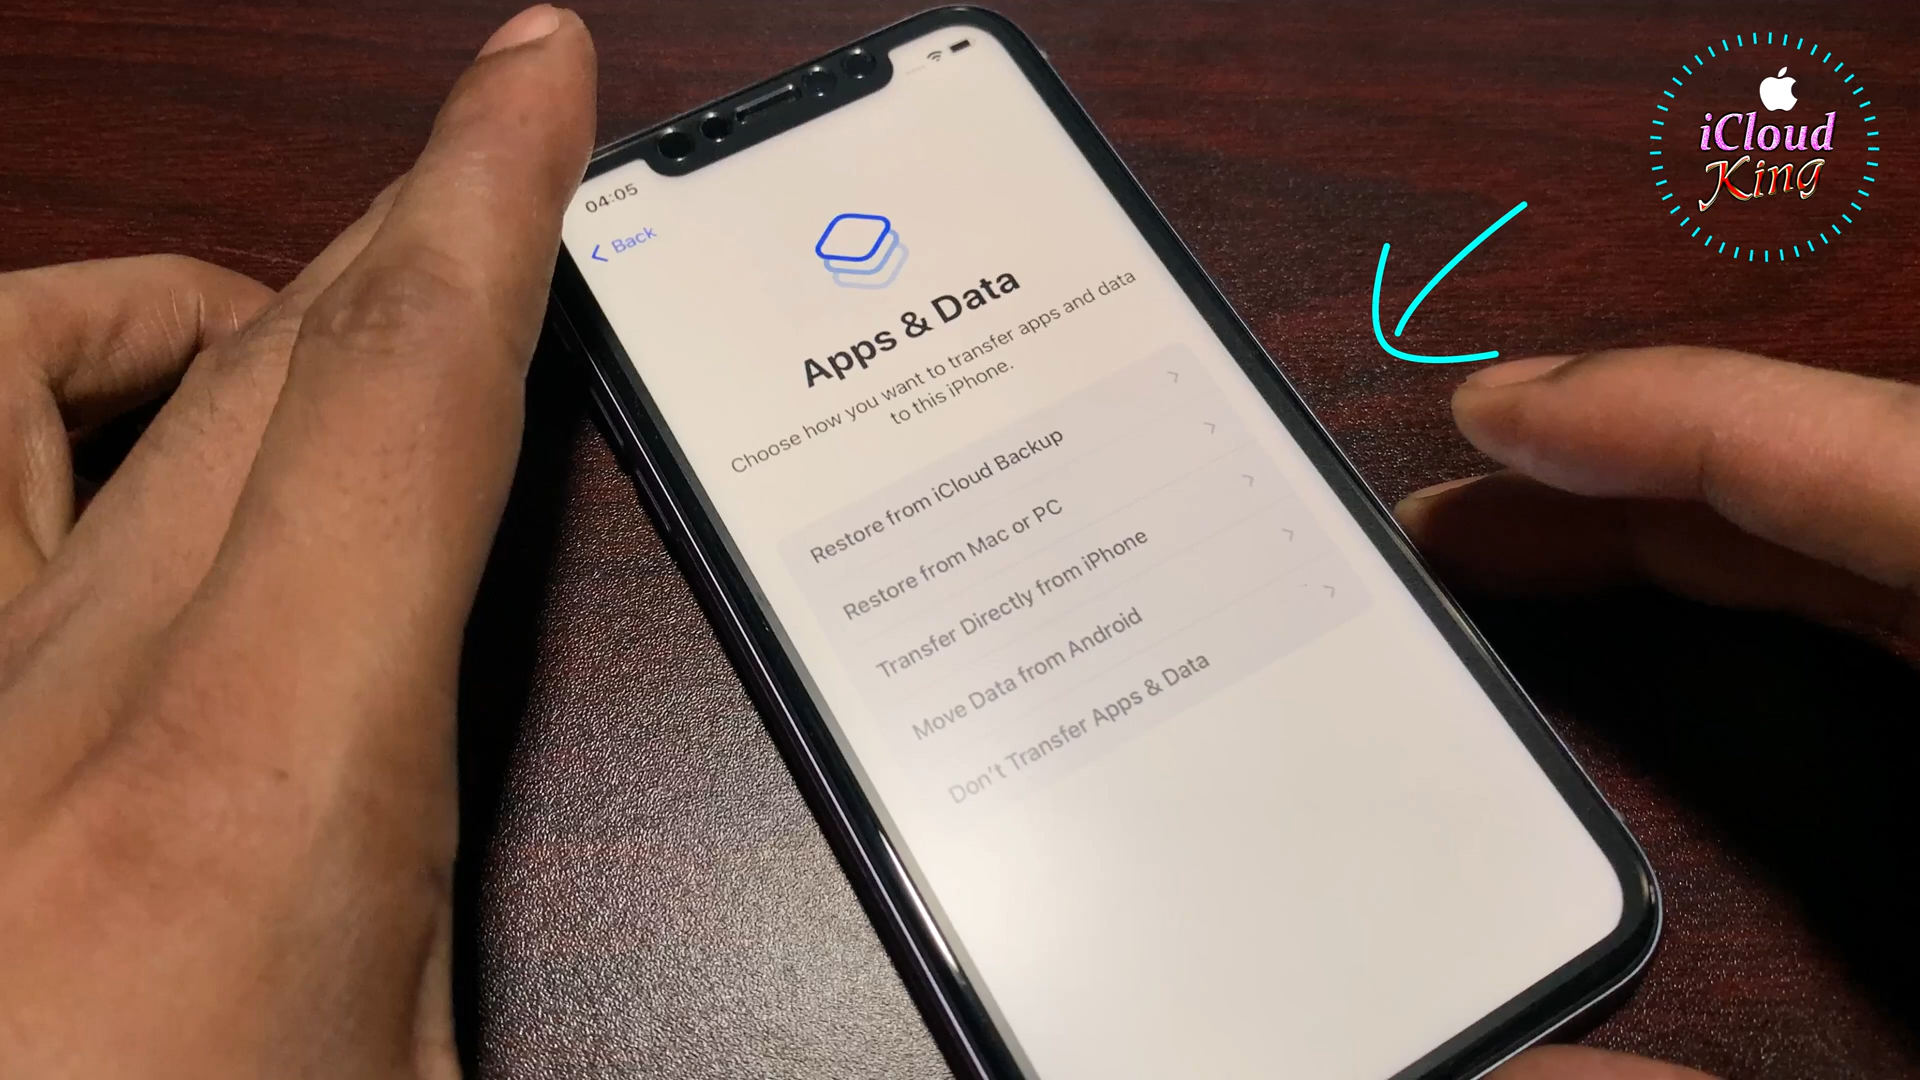 iCloud
King
04:05
Back
Apps & Data
Choose how you want to transfer apps and data
to this iPhone.
Restore from iCloud Backup
Restore from Mac or PC
Transfer Directly from iPhone
Move Data from Android
Don't Transfer Apps & Data